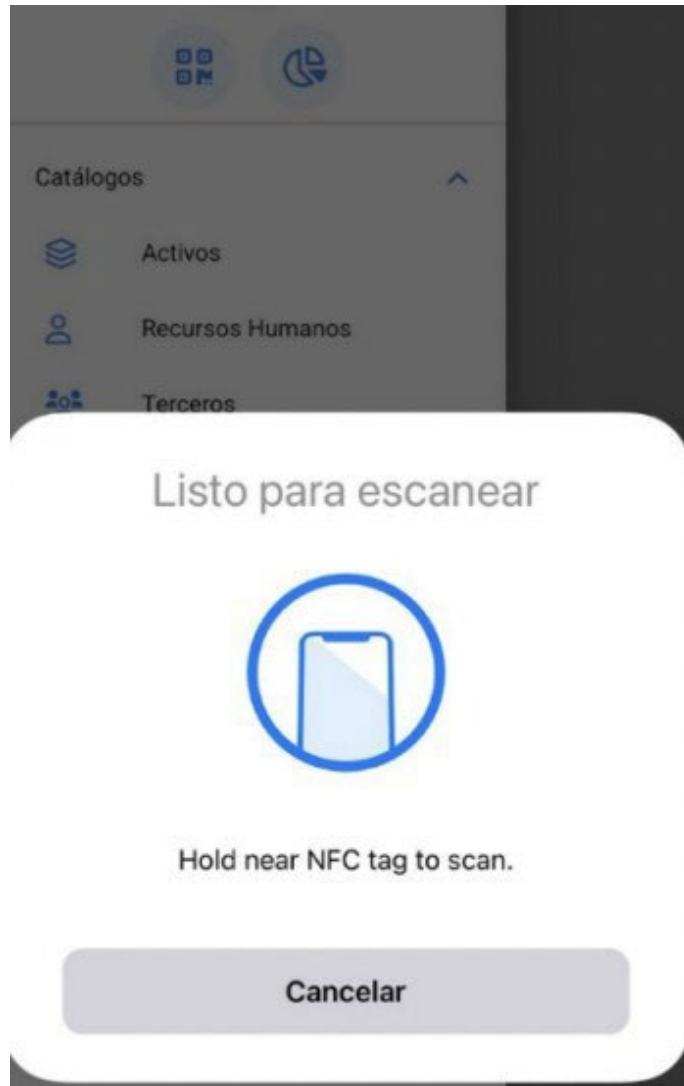 Catálogos
Activos
Recursos Humanos
Terceros
Listo para escanear
Hold near NFC tag to scan.
Cancelar